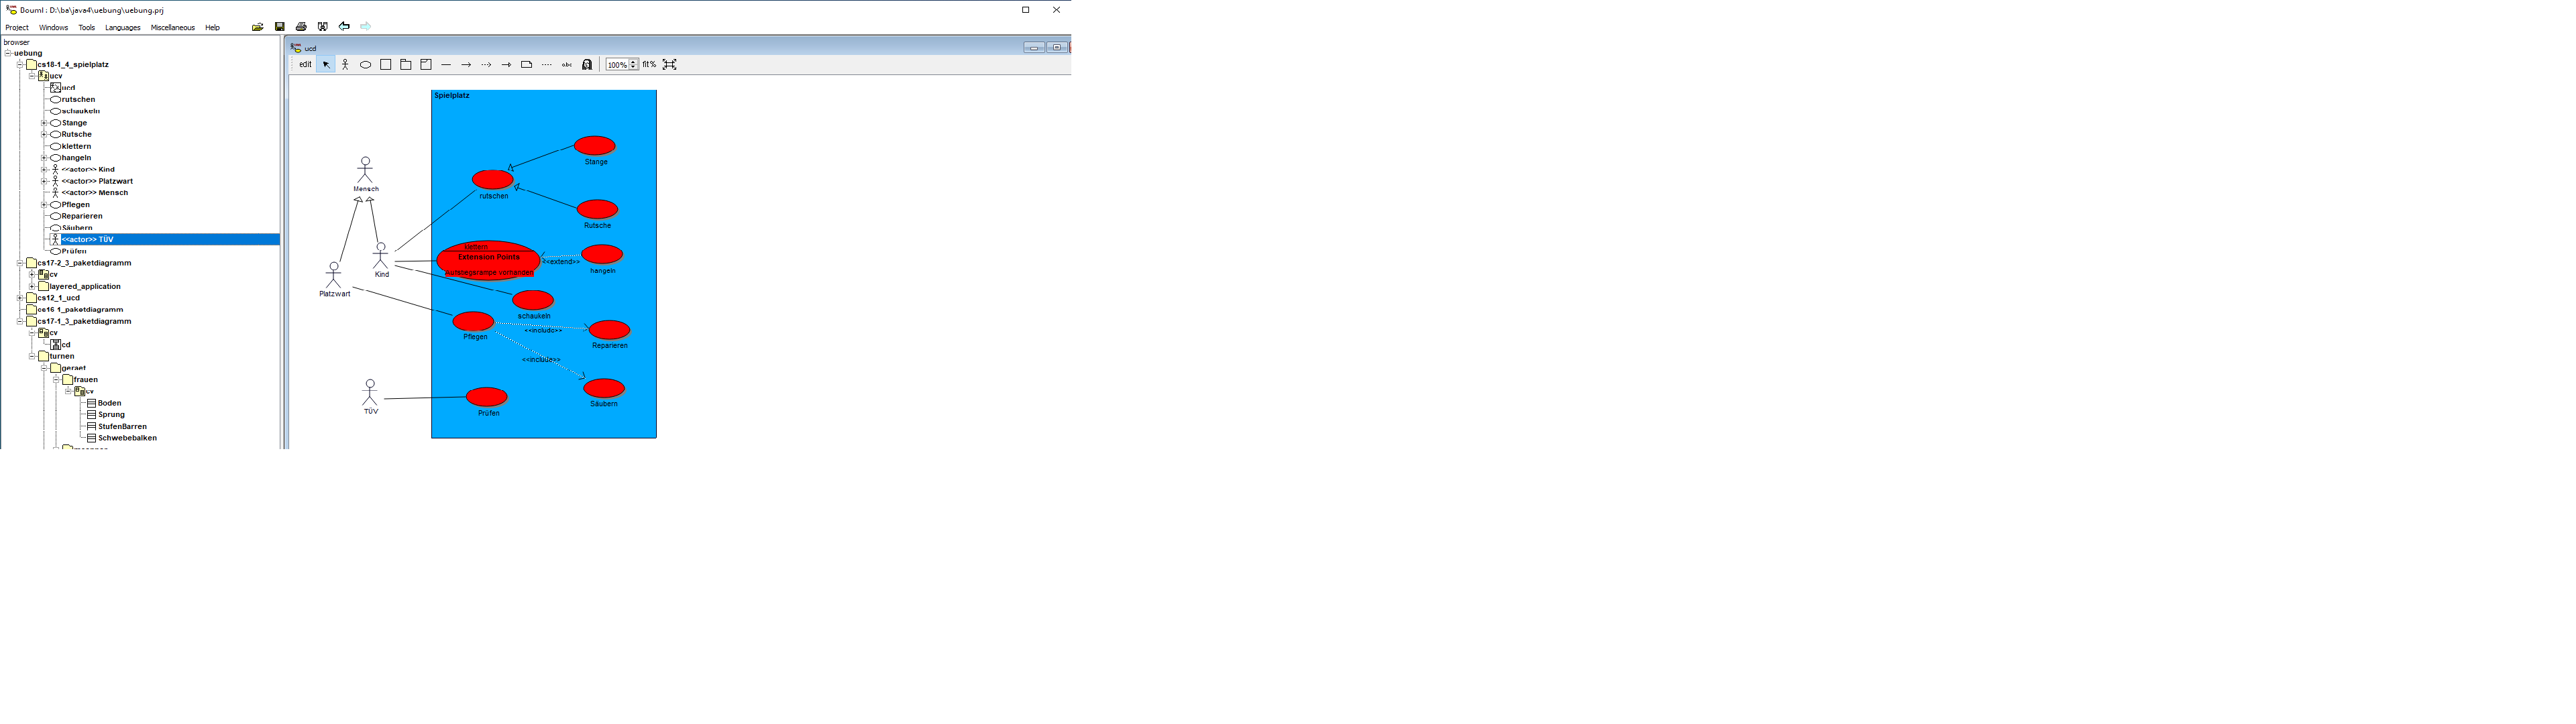 Bouml : D:\ba\java4\uebung\uebung.prj
Project Windows Tools Languages Miscellaneous Help
browser
uebung
cs18-1_4_spielplatz
ucv
ucd
rutschen
schaukeln
Stange
Rutsche
klettern
hangeln
<<actor>> Kind
<<actor>> Platzwart
<<actor>> Mensch
Pflegen
Reparieren
Säubern
<<actor>> TÜV
Prüfen
cs17-2_3_paketdiagramm
cv
layered_application
cs12_1_ucd
cs16 1_paketdiagramm
cs17-1_3_paketdiagramm
cv
cd
turnen
geraet
frauen
cv
Boden
Sprung
StufenBarren
Schwebebalken
ucd
edit abc 100% fit%
Spielplatz
Stange
Mensch
rutschen
Rutsche
klettern
Extension Points
Aufstiegsrampe vorhanden
<<extend>>
hangeln
Kind
Platzwart
schaukeln
Pflegen
<<include>>
Reparieren
<<include>>
Säubern
TÜV
Prüfen